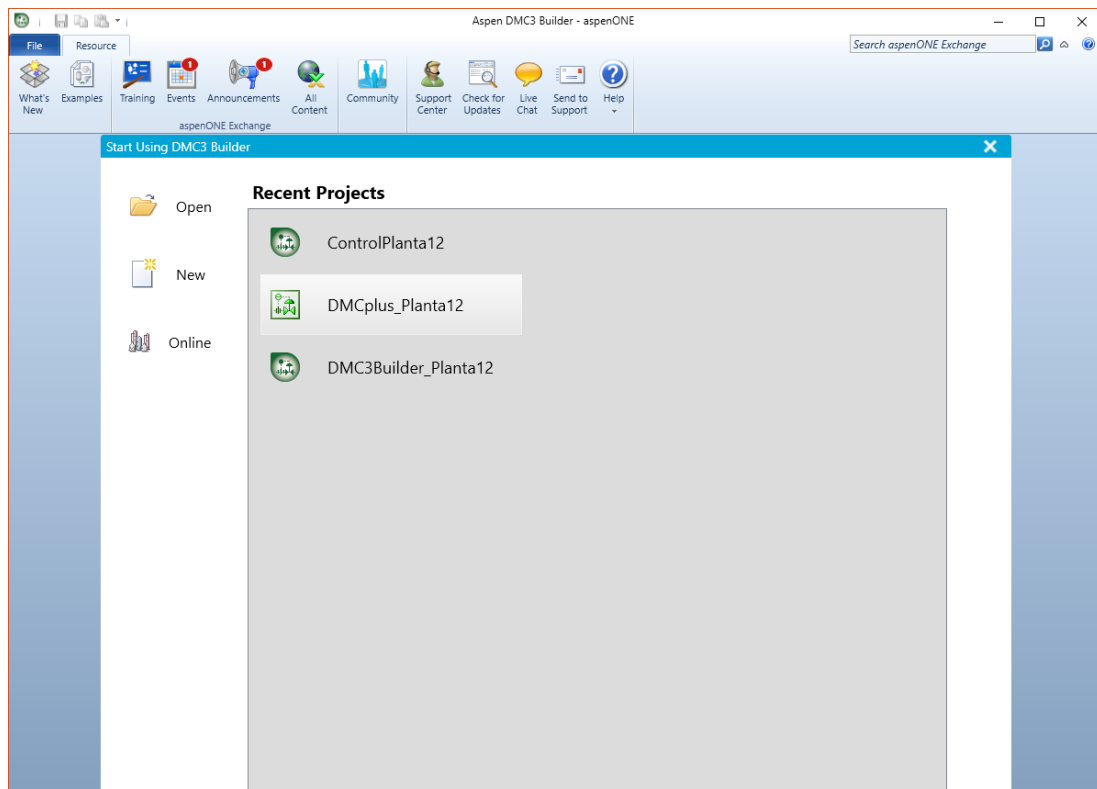 Aspen DMC3 Builder - aspenONE
File
Resource
Search aspenONE Exchange
What's New
Examples
Training
Events
1
Announcements
1
All Content
Community
Support Center
Check for Updates
Live Chat
Send to Support
Help
aspenONE Exchange
Start Using DMC3 Builder
Open
New
Online
Recent Projects
ControlPlanta12
DMCplus_Planta12
DMC3Builder_Planta12